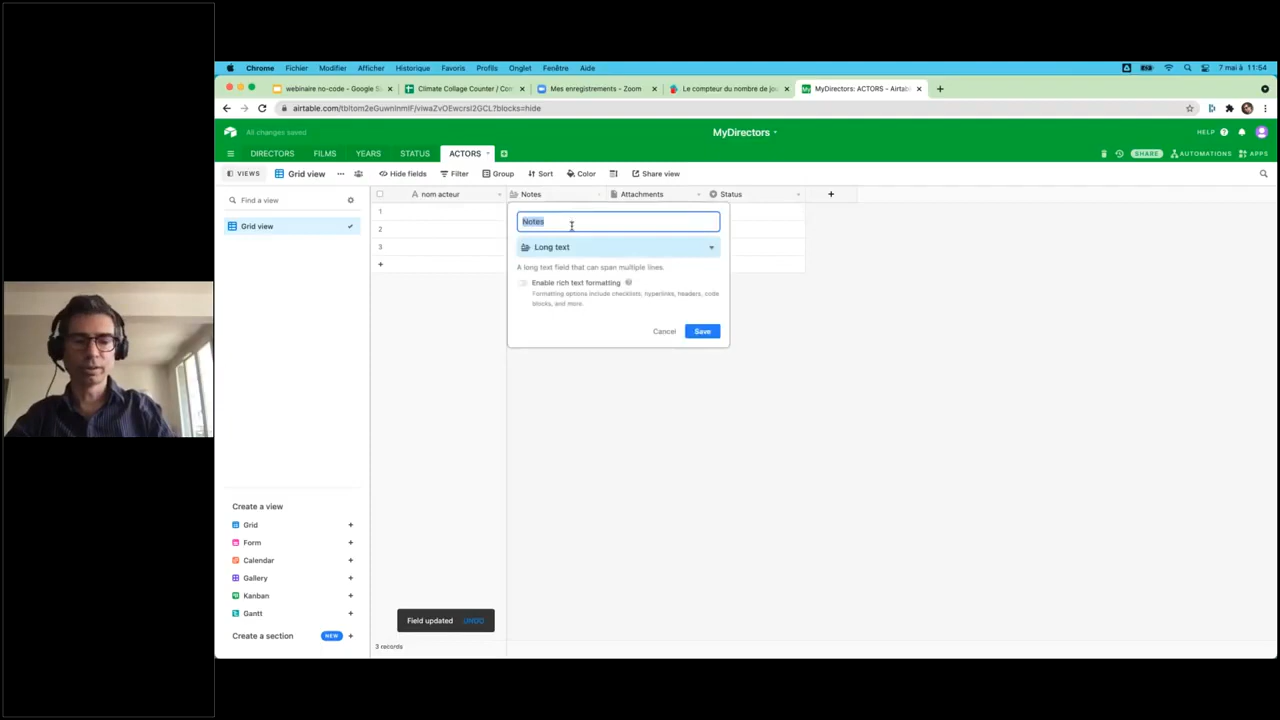 Chrome Fichier Modifier Afficher Historique Favoris Profils Onglet Fenêtre Aide 7 mai à 11:54
webinaire no-code - Google S Climate Collage Counter / Con Mes enregistrements - Zoom Le compteur du nombre de jou MyDirectors: ACTORS - Airtab
airtable.com/
All changes saved MyDirectors HELP
DIRECTORS FILMS YEARS STATUS ACTORS SHARE AUTOMATIONS APPS
VIEWS Grid view Hide fields Filter Group Sort Color Share view
Find a view
Grid view
A nom acteur Notes Attachments Status +
1
2
3
+
Notes
Long text
A long text field that can span multiple lines.
Enable rich text formatting
Formatting options include checklists, hyperlinks, headers, code
blocks, and more.
Cancel Save
Create a view
Grid +
Form +
Calendar +
Gallery +
Kanban +
Gantt +
Create a section NEW +
Field updated UNDO
3 records